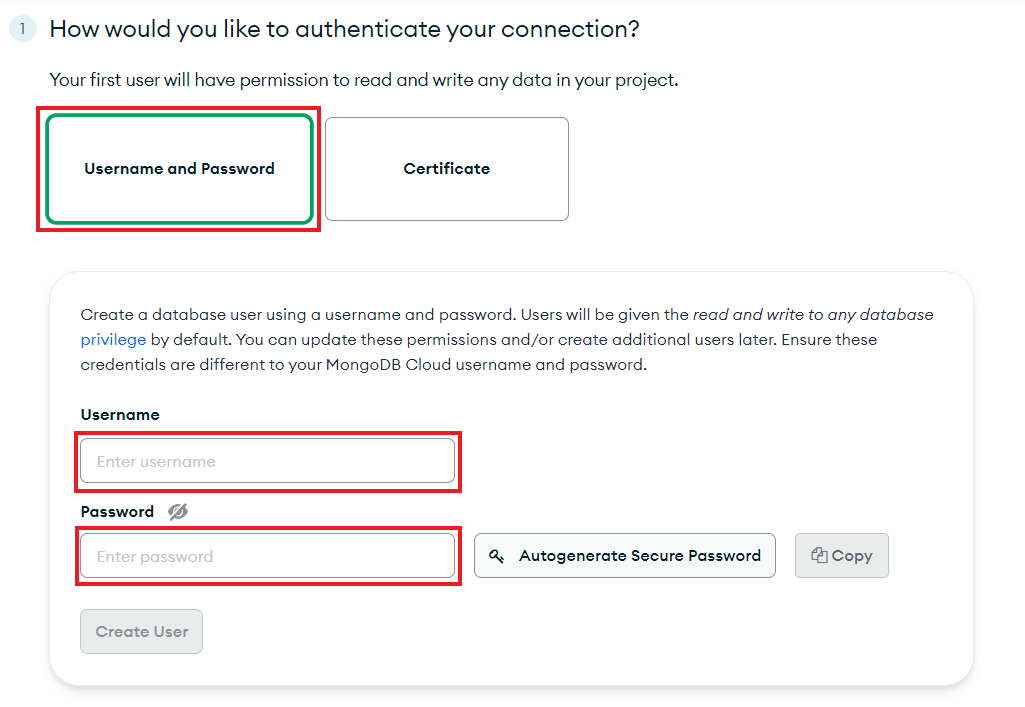 1 How would you like to authenticate your connection?
Your first user will have permission to read and write any data in your project.
Username and Password
Certificate
Create a database user using a username and password. Users will be given the read and write to any database
privilege by default. You can update these permissions and/or create additional users later. Ensure these
credentials are different to your MongoDB Cloud username and password.
Username
Enter username
Password
Enter password
Autogenerate Secure Password
Copy
Create User